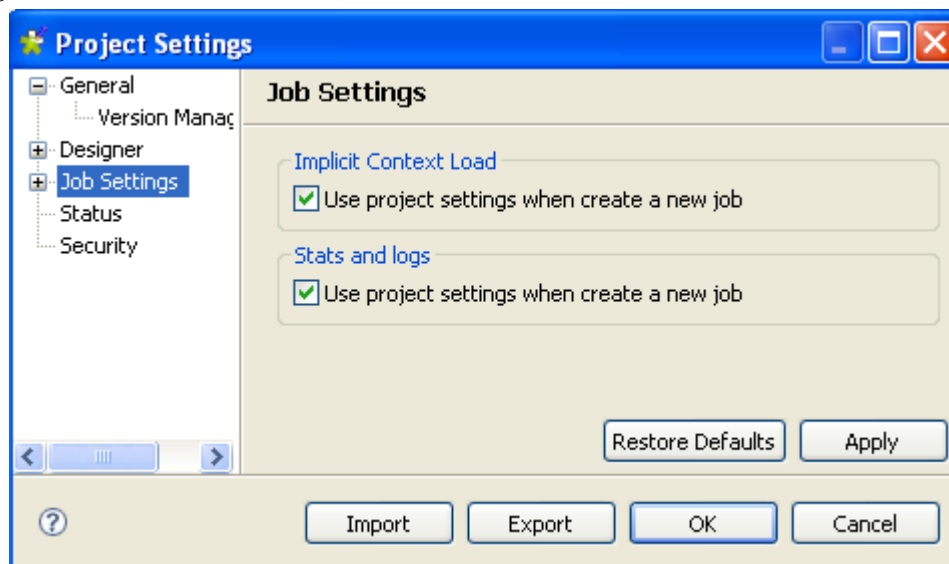 Project Settings
General
Version Manag
Designer
Job Settings
Status
Security
Job Settings
Implicit Context Load
Use project settings when create a new job
Stats and logs
Use project settings when create a new job
Restore Defaults
Apply
Import
Export
OK
Cancel